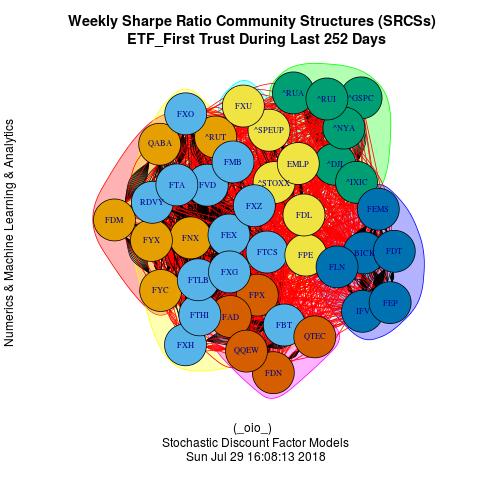 Weekly Sharpe Ratio Community Structures (SRCSs)
ETF_First Trust During Last 252 Days
Numerics & Machine Learning & Analytics
^RUA
^RUI
^GSPC
FXU
FXO
^SPEUP
^NYA
^RUT
QABA
FMB
EMLP
^DJI
^IXIC
FTA
FVD
^STOXX
RDVY
FXZ
FEMS
FDM
FDL
FYX
FNX
FEX
FTCS
FPE
BICK
FDT
FLN
FXG
FTLB
FYC
FPX
FEP
IFV
FTHI
FAD
FBT
QTEC
FXH
QQEW
FDN
(_oio_)
Stochastic Discount Factor Models
Sun Jul 29 16:08:13 2018